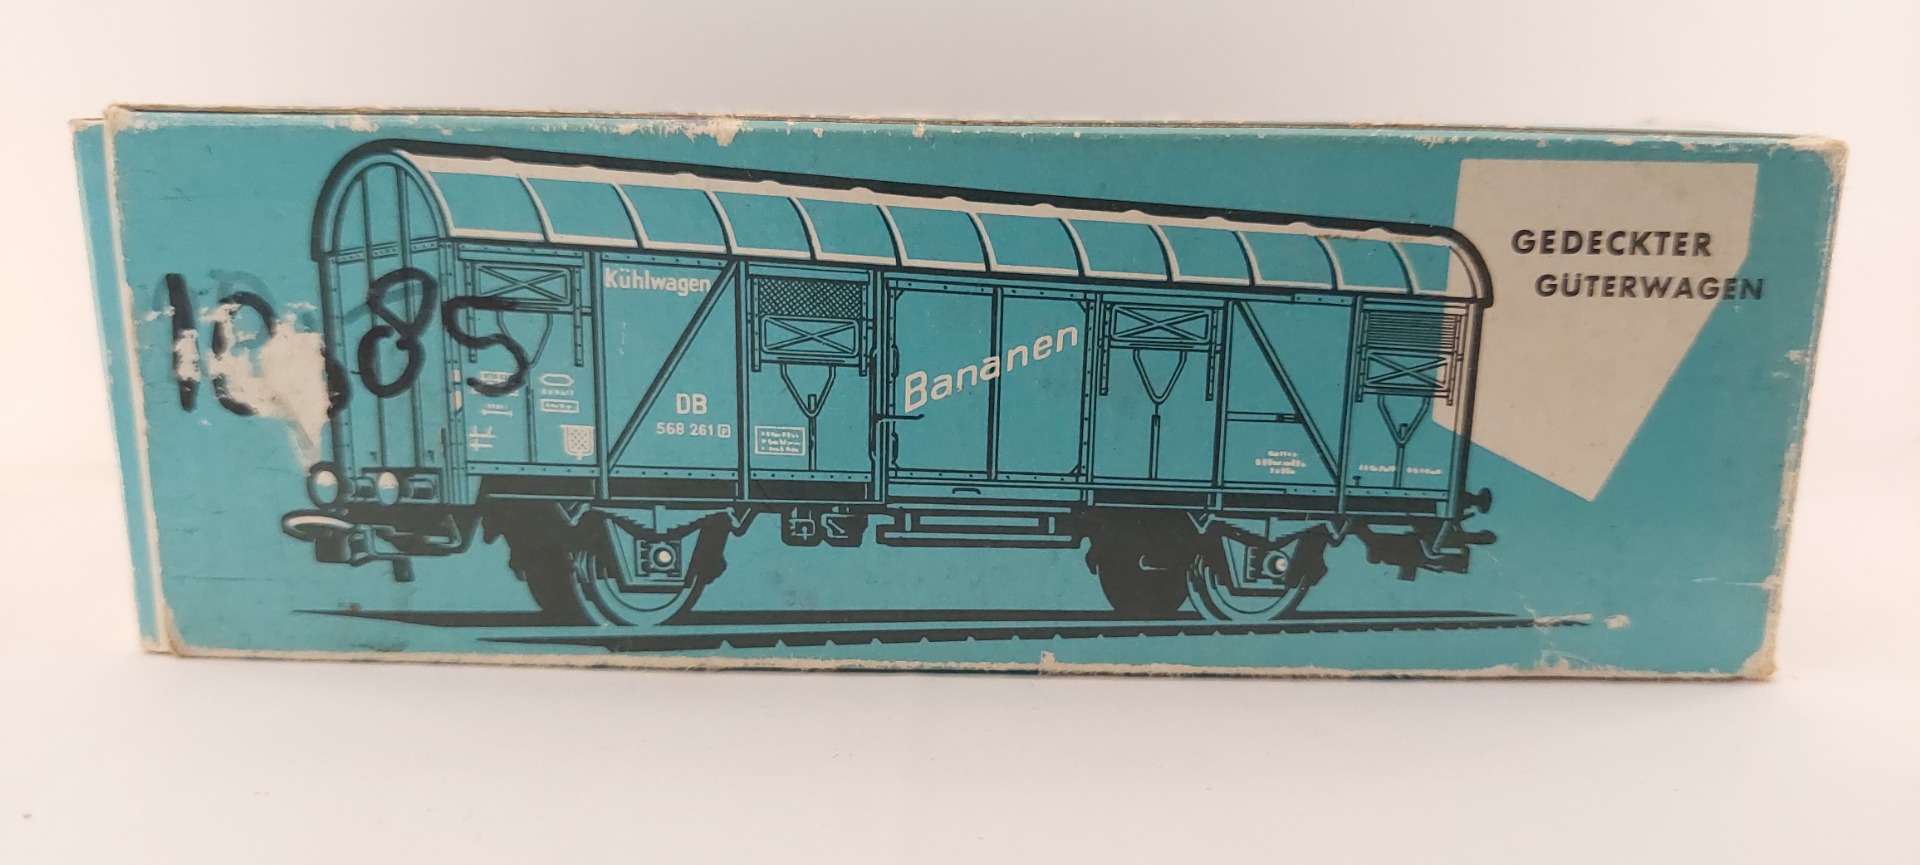 GEDECKTER
GÜTERWAGEN
Kühlwagen
Bananen
DB
568 261 P
85